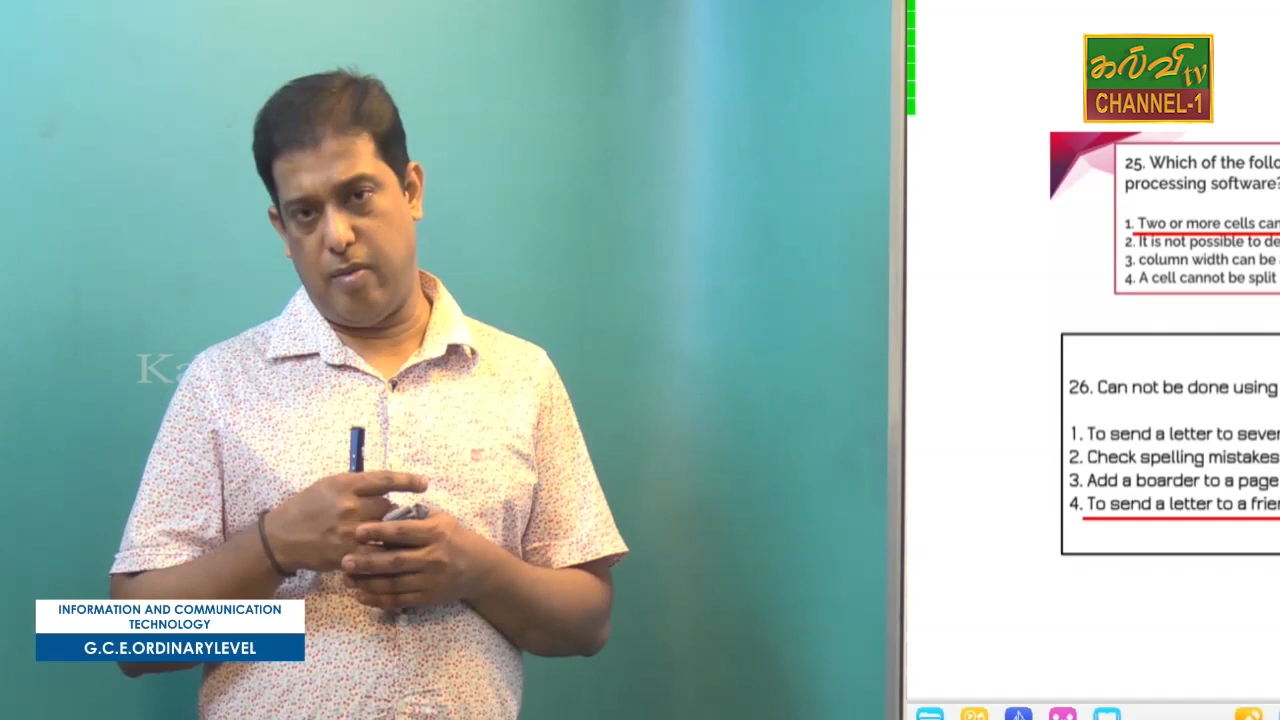 கல்வி tv
CHANNEL-1
25. Which of the follo
processing software?
1. Two or more cells can
2. It is not possible to de
3. column width can be
4. A cell cannot be split
26. Can not be done using
1. To send a letter to sever
2. Check spelling mistakes
3. Add a boarder to a page
4. To send a letter to a frien
INFORMATION AND COMMUNICATION
TECHNOLOGY
G.C.E.ORDINARYLEVEL